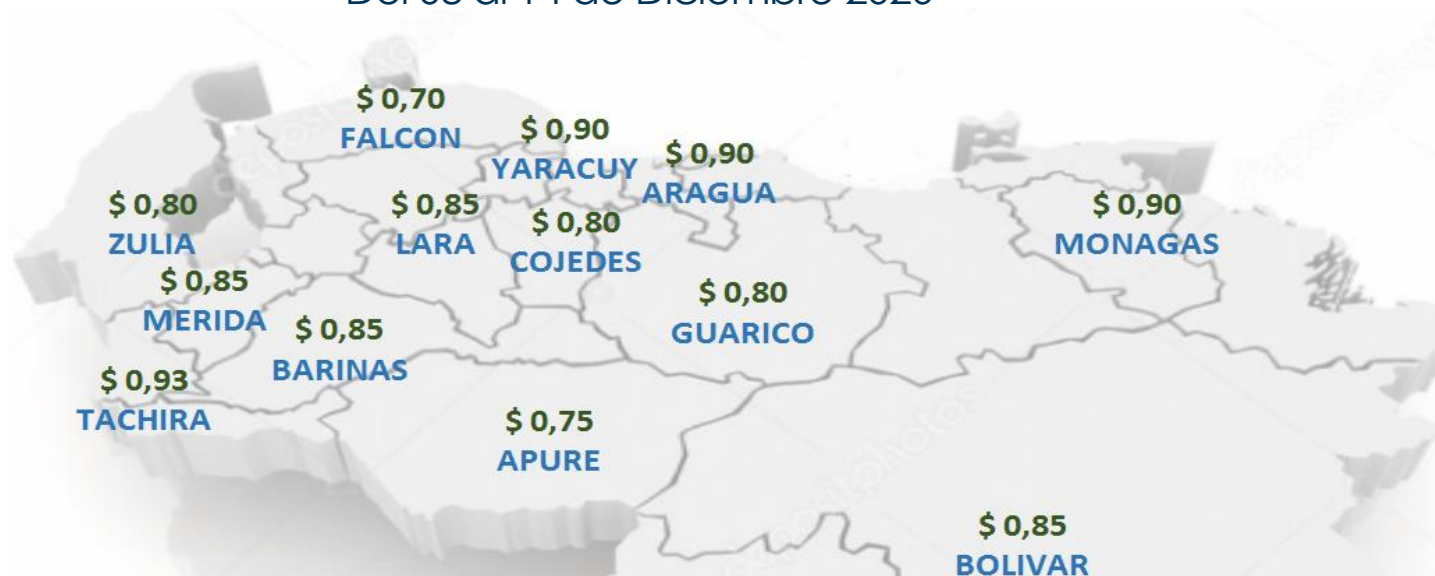 $ 0,70
FALCON
$ 0,90
YARACUY
$ 0,90
ARAGUA
$ 0,80
ZULIA
$ 0,85
LARA
$ 0,80
COJEDES
$ 0,90
MONAGAS
$ 0,85
MERIDA
$ 0,85
BARINAS
$ 0,80
GUARICO
$ 0,93
TACHIRA
$ 0,75
APURE
$ 0,85
BOLIVAR